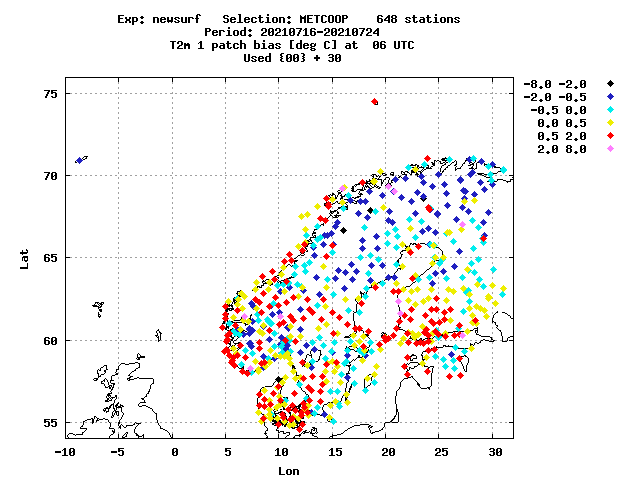 Exp: newsurf   Selection: METCOOP    648 stations
Period: 20210716-20210724
T2m 1 patch bias [deg C] at  06 UTC
Used {00} + 30
-8.0 -2.0
-2.0 -0.5
-0.5 0.0
0.0 0.5
0.5 2.0
2.0 8.0
75
70
65
60
55
Lat
-10 -5 0 5 10 15 20 25 30
Lon